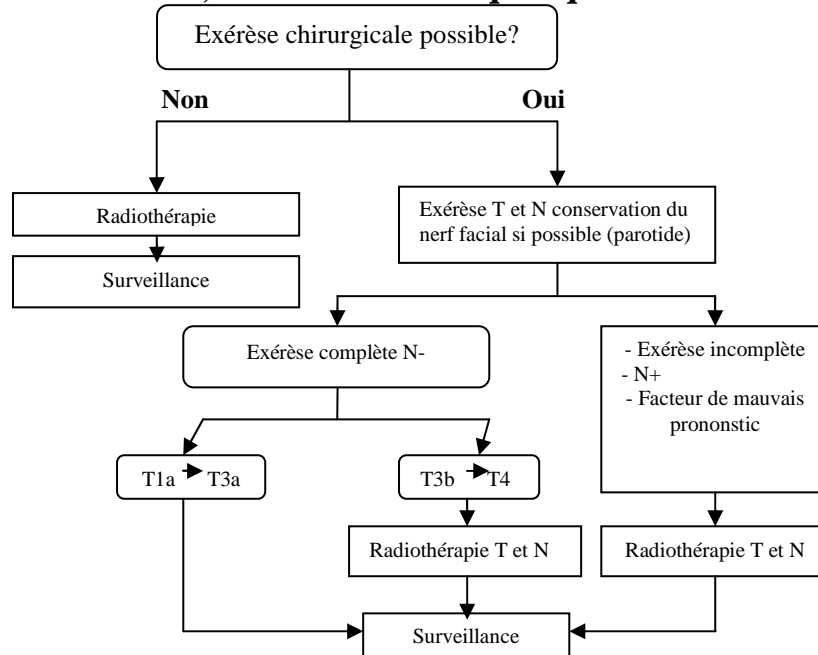 Exérèse chirurgicale possible?
Non
Oui
Radiothérapie
Surveillance
Exérèse T et N conservation du
nerf facial si possible (parotide)
Exérèse complète N-
- Exérèse incomplète
- N+
- Facteur de mauvais
prononstic
T1a T3a
T3b T4
Radiothérapie T et N
Radiothérapie T et N
Surveillance